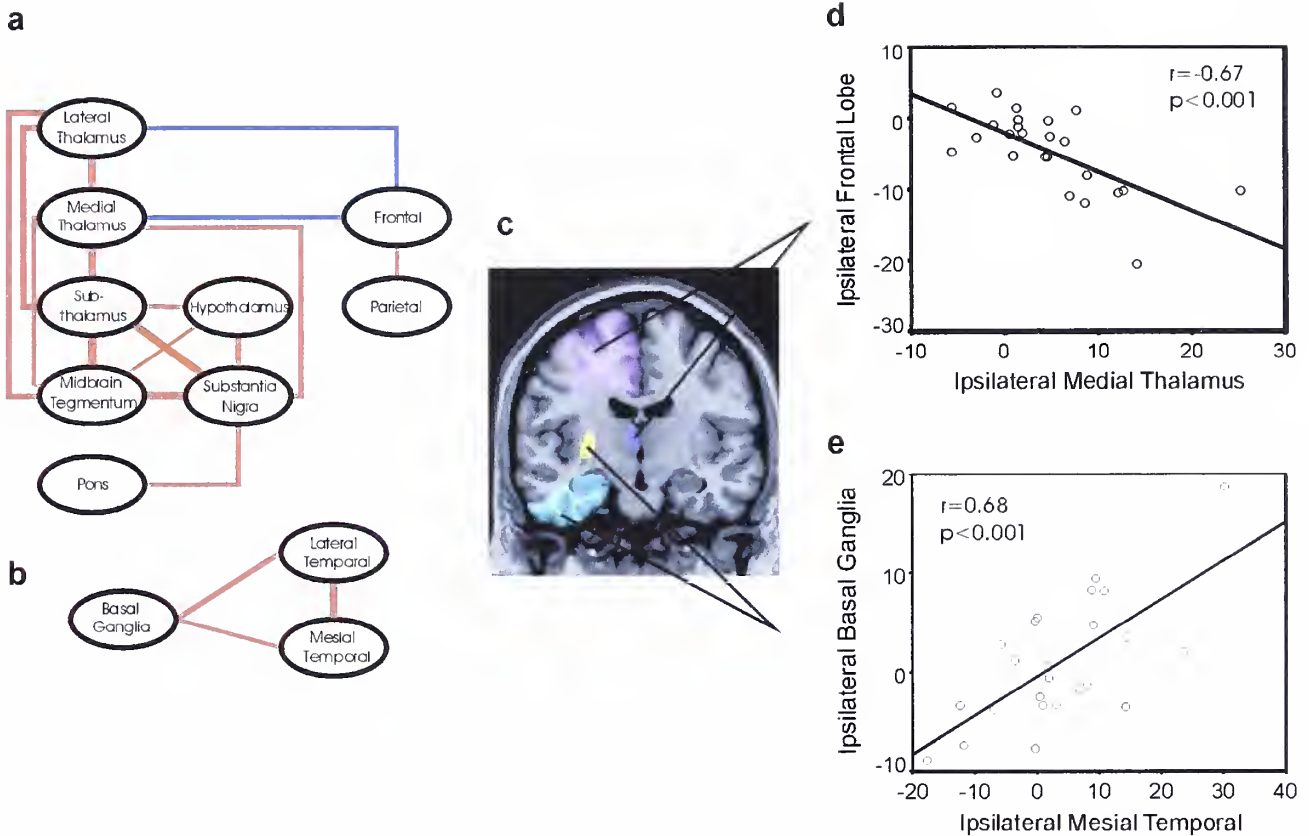 a
Lateral
Thalamus
Medial
Thalamus
Frontal
Sub-
thalamus
Hypothalamus
Parietal
Midbrain
Tegmentum
Substantia
Nigra
Pons
b
Lateral
Temporal
Basal
Ganglia
Mesial
Temporal
c
d
r=-0.67
p<0.001
10
0
-10
-20
-30
Ipsilateral Frontal Lobe
-10 0 10 20 30
Ipsilateral Medial Thalamus
e
r=0.68
p<0.001
20
10
0
-10
Ipsilateral Basal Ganglia
-20 -10 0 10 20 30 40
Ipsilateral Mesial Temporal